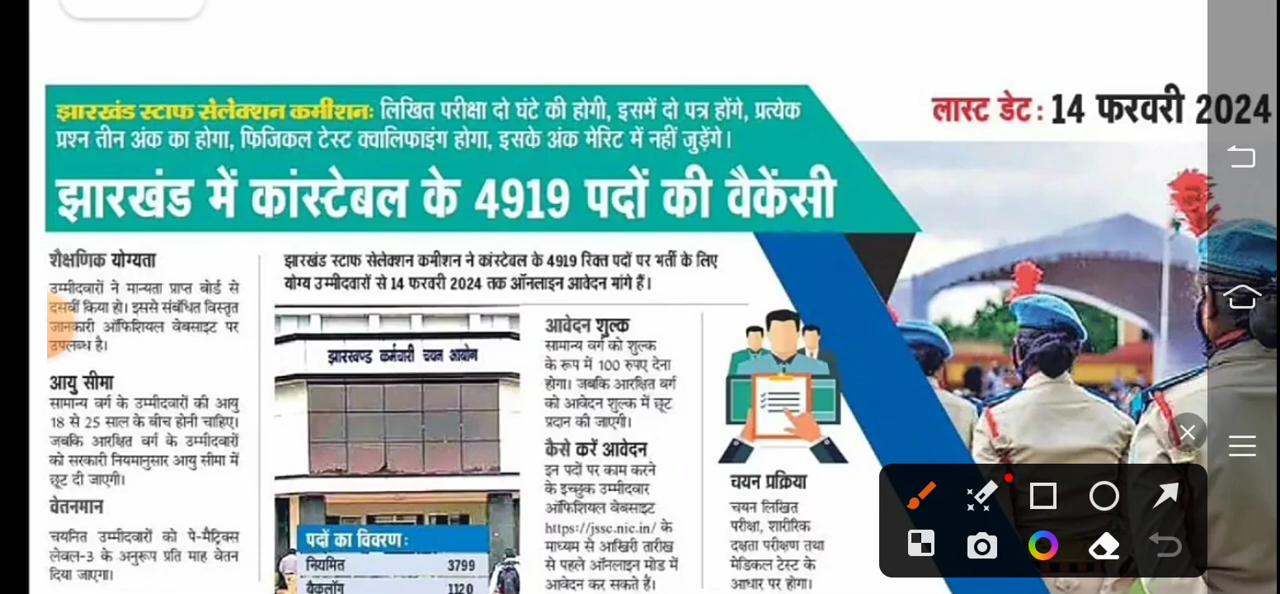 झारखंड स्टाफ सेलेक्शन कमीशन: लिखित परीक्षा दो घंटे की होगी, इसमें दो पत्र होंगे, प्रत्येक
प्रश्न तीन अंक का होगा, फिजिकल टेस्ट क्वालिफाइंग होगा, इसके अंक मेरिट में नहीं जुड़ेंगे।
झारखंड में कांस्टेबल के 4919 पदों की वैकेंसी
लास्ट डेट : 14 फरवरी 2024
शैक्षणिक योग्यता
उम्मीदवारों ने मान्यता प्राप्त बोर्ड से
दसवीं किया हो। इससे संबंधित विस्तृत
जानकारी ऑफिशियल वेबसाइट पर
उपलब्ध है।
आयु सीमा
सामान्य वर्ग के उम्मीदवारों की आयु
18 से 25 साल के बीच होनी चाहिए।
जबकि आरक्षित वर्ग के उम्मीदवारों
को सरकारी नियमानुसार आयु सीमा में
छूट दी जाएगी।
वेतनमान
चयनित उम्मीदवारों को पे-मैट्रिक्स
लेवल-3 के अनुरूप प्रति माह वेतन
दिया जाएगा।
झारखंड स्टाफ सेलेक्शन कमीशन ने कांस्टेबल के 4919 रिक्त पदों पर भर्ती के लिए
योग्य उम्मीदवारों से 14 फरवरी 2024 तक ऑनलाइन आवेदन मांगे हैं।
झारखण्ड कर्मचारी चयन आयोग
पदों का विवरण :
नियमित 3799
बैकलॉग 1120
आवेदन शुल्क
सामान्य वर्ग को शुल्क
के रूप में 100 रुपए देना
होगा। जबकि आरक्षित वर्ग
को आवेदन शुल्क में छूट
प्रदान की जाएगी।
कैसे करें आवेदन
इन पदों पर काम करने
के इच्छुक उम्मीदवार
ऑफिशियल वेबसाइट
https://jssc.nic.in/ के
माध्यम से आखिरी तारीख
से पहले ऑनलाइन मोड में
आवेदन कर सकते हैं।
चयन प्रक्रिया
चयन लिखित
परीक्षा, शारीरिक
दक्षता परीक्षण तथा
मेडिकल टेस्ट के
आधार पर होगा।